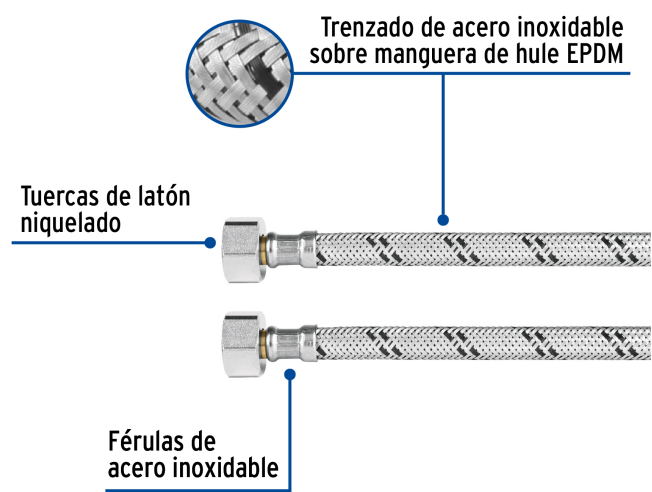 Trenzado de acero inoxidable
sobre manguera de hule EPDM
Tuercas de latón
niquelado
Férulas de
acero inoxidable